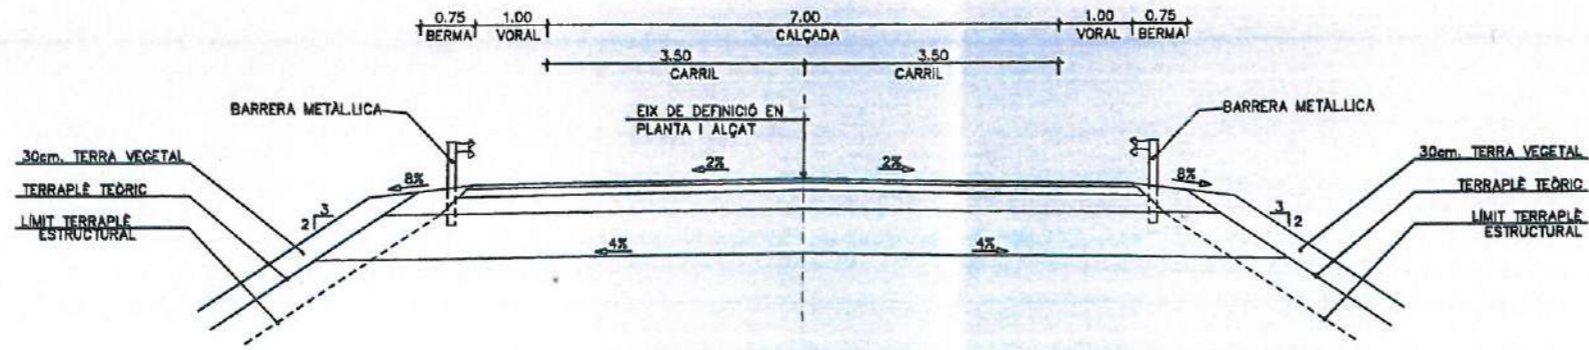 0.75
BERMA
1.00
VORAL
7.00
CALÇADA
1.00
VORAL
0.75
BERMA
3.50
CARRIL
3.50
CARRIL
BARRERA METÀL.LICA
EIX DE DEFINICIÓ EN
PLANTA I ALÇAT
BARRERA METÀL.LICA
30cm. TERRA VEGETAL
TERRAPLÈ TEÒRIC
LÍMIT TERRAPLÈ
ESTRUCTURAL
8%
2%
2%
8%
30cm. TERRA VEGETAL
TERRAPLÈ TEÒRIC
LÍMIT TERRAPLÈ
ESTRUCTURAL
3
2
3
2
4%
4%